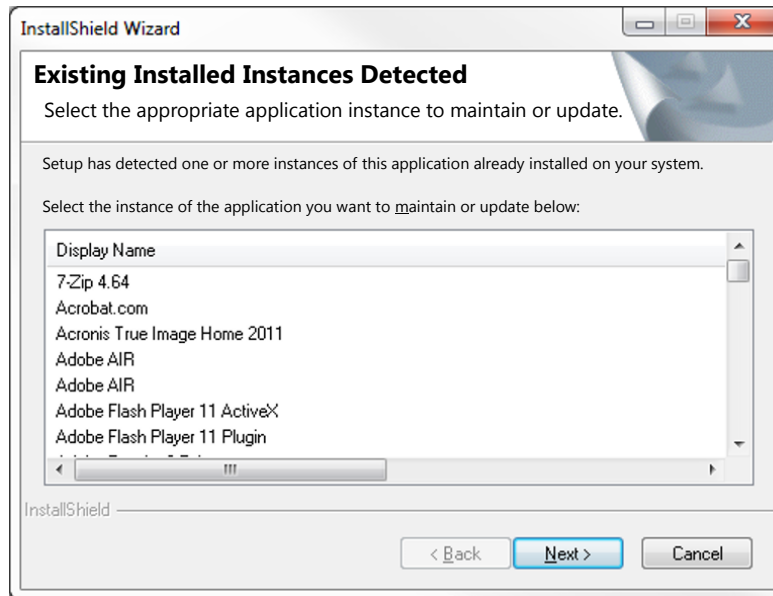 InstallShield Wizard
Existing Installed Instances Detected
Select the appropriate application instance to maintain or update.
Setup has detected one or more instances of this application already installed on your system.
Select the instance of the application you want to maintain or update below:
Display Name
7-Zip 4.64
Acrobat.com
Acronis True Image Home 2011
Adobe AIR
Adobe AIR
Adobe Flash Player 11 ActiveX
Adobe Flash Player 11 Plugin
InstallShield
< Back Next > Cancel